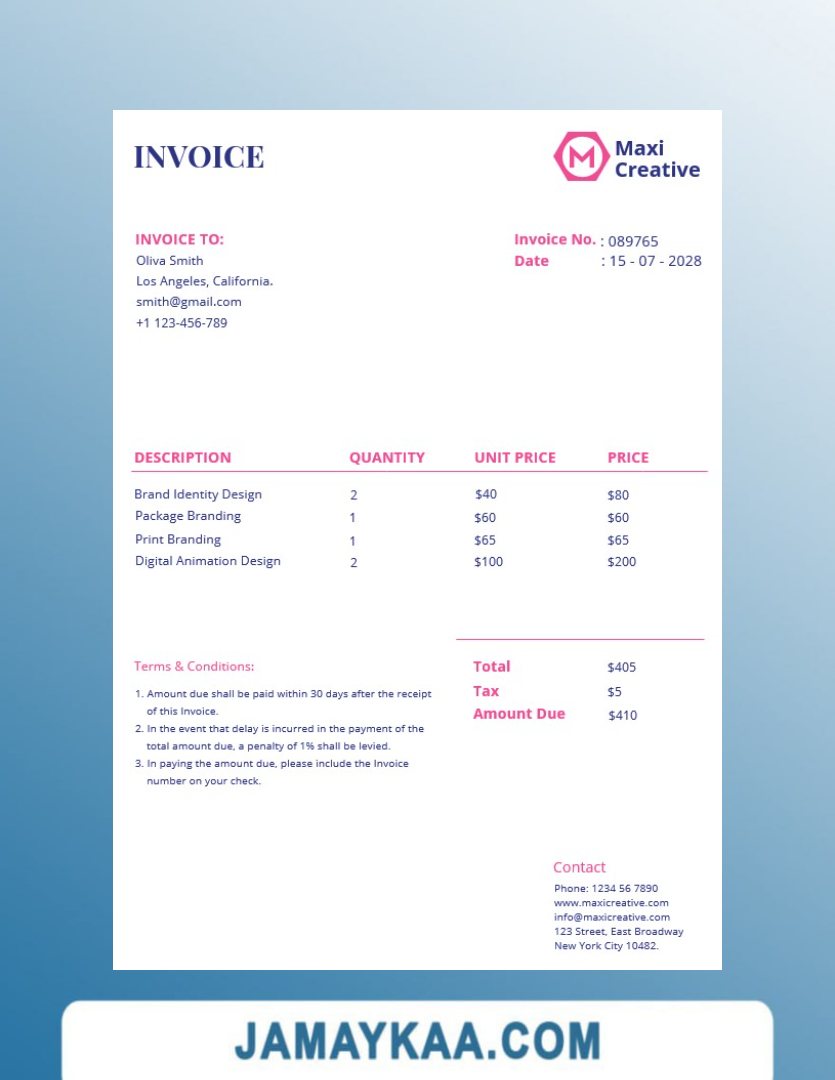 INVOICE
M
Maxi
Creative
INVOICE TO:
Oliva Smith
Los Angeles, California.
smith@gmail.com
+1 123-456-789
Invoice No. : 089765
Date : 15 - 07 - 2028
DESCRIPTION QUANTITY UNIT PRICE PRICE
Brand Identity Design 2 $40 $80
Package Branding 1 $60 $60
Print Branding 1 $65 $65
Digital Animation Design 2 $100 $200
Total $405
Tax $5
Amount Due $410
Terms & Conditions:
1. Amount due shall be paid within 30 days after the receipt
of this Invoice.
2. In the event that delay is incurred in the payment of the
total amount due, a penalty of 1% shall be levied.
3. In paying the amount due, please include the Invoice
number on your check.
Contact
Phone: 1234 56 7890
www.maxicreative.com
info@maxicreative.com
123 Street, East Broadway
New York City 10482.
JAMAYKAA.COM